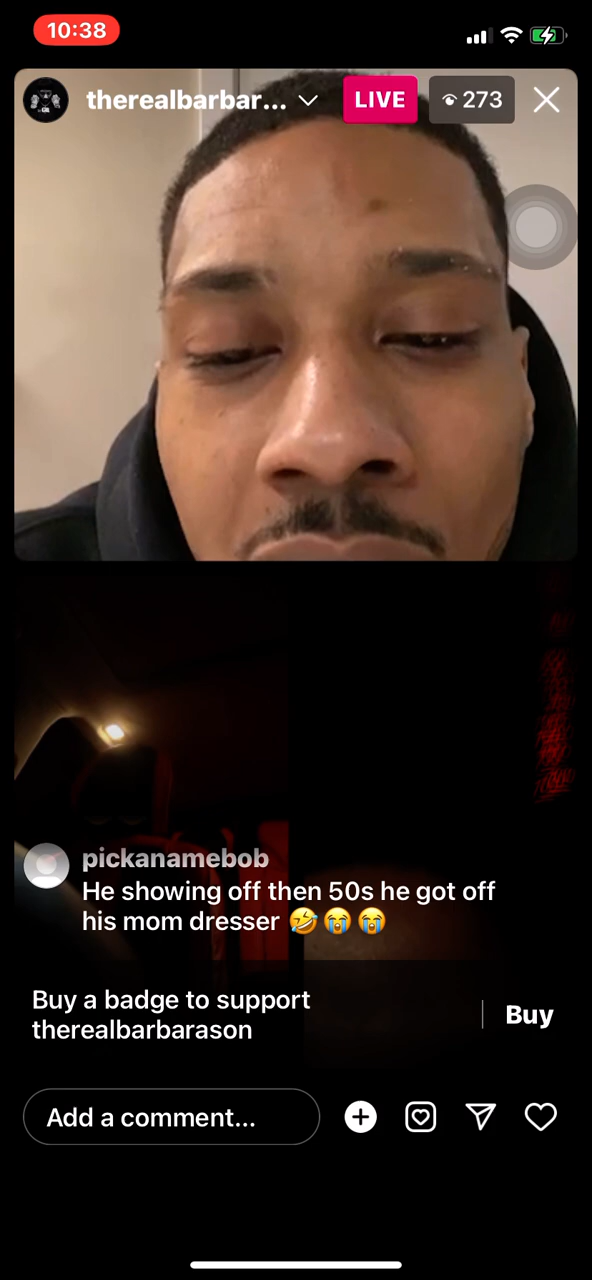 10:38
therealbarbar...
LIVE
273
pickanamebob
He showing off then 50s he got off
his mom dresser 🤣😭😭
Buy a badge to support
therealbarbarason
Buy
Add a comment...